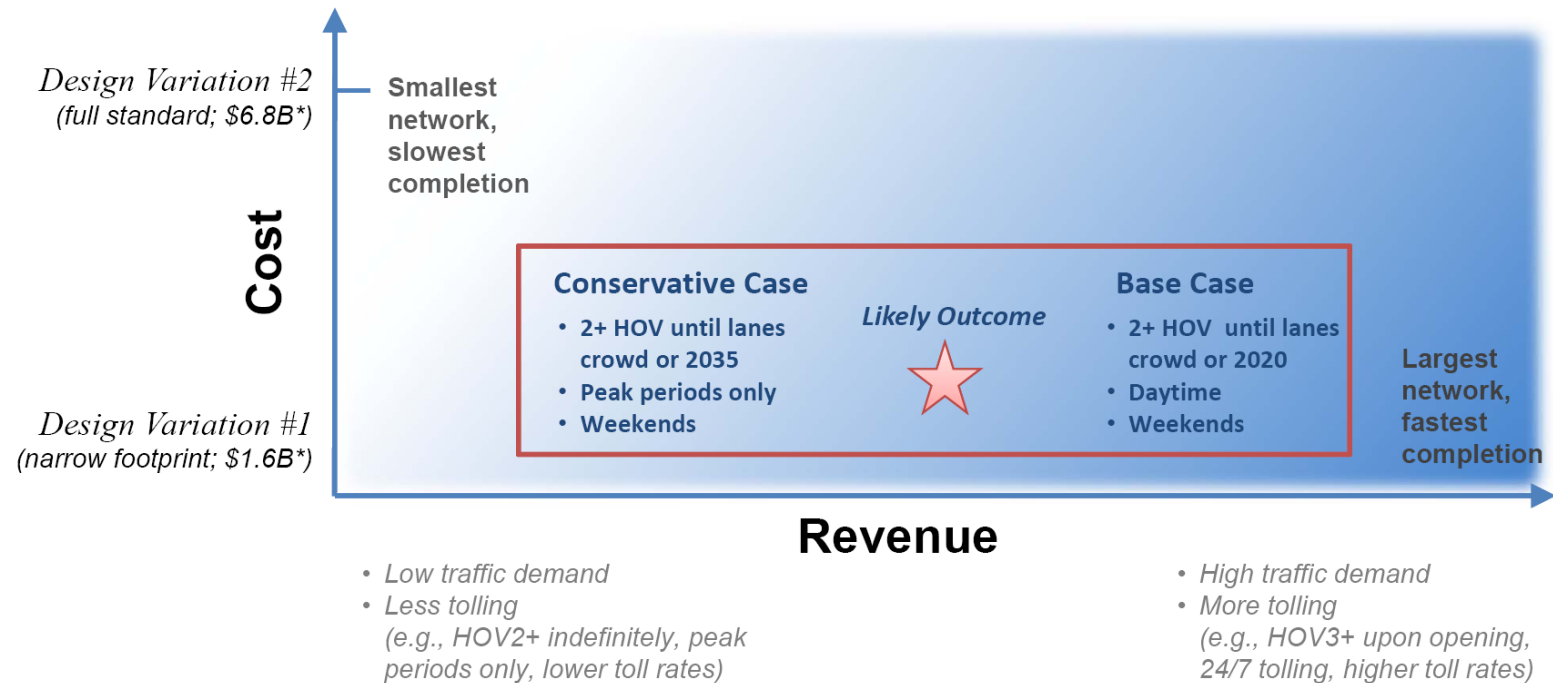 Design Variation #2
(full standard; $6.8B*)
Smallest
network,
slowest
completion
Cost
Conservative Case
• 2+ HOV until lanes
crowd or 2035
• Peak periods only
• Weekends
Likely Outcome
Base Case
• 2+ HOV until lanes
crowd or 2020
• Daytime
• Weekends
Largest
network,
fastest
completion
Design Variation #1
(narrow footprint; $1.6B*)
Revenue
• Low traffic demand
• Less tolling
(e.g., HOV2+ indefinitely, peak
periods only, lower toll rates)
• High traffic demand
• More tolling
(e.g., HOV3+ upon opening,
24/7 tolling, higher toll rates)